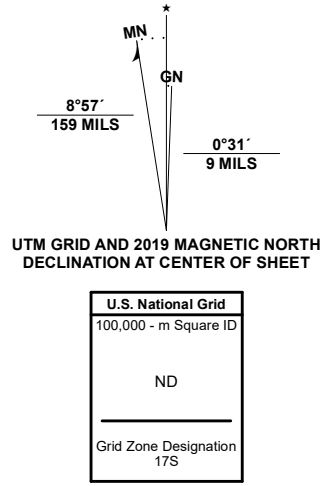 ★
MN
GN
8°57´
159 MILS
0°31´
9 MILS
UTM GRID AND 2019 MAGNETIC NORTH
DECLINATION AT CENTER OF SHEET
U.S. National Grid
100,000 - m Square ID
ND
Grid Zone Designation
17S